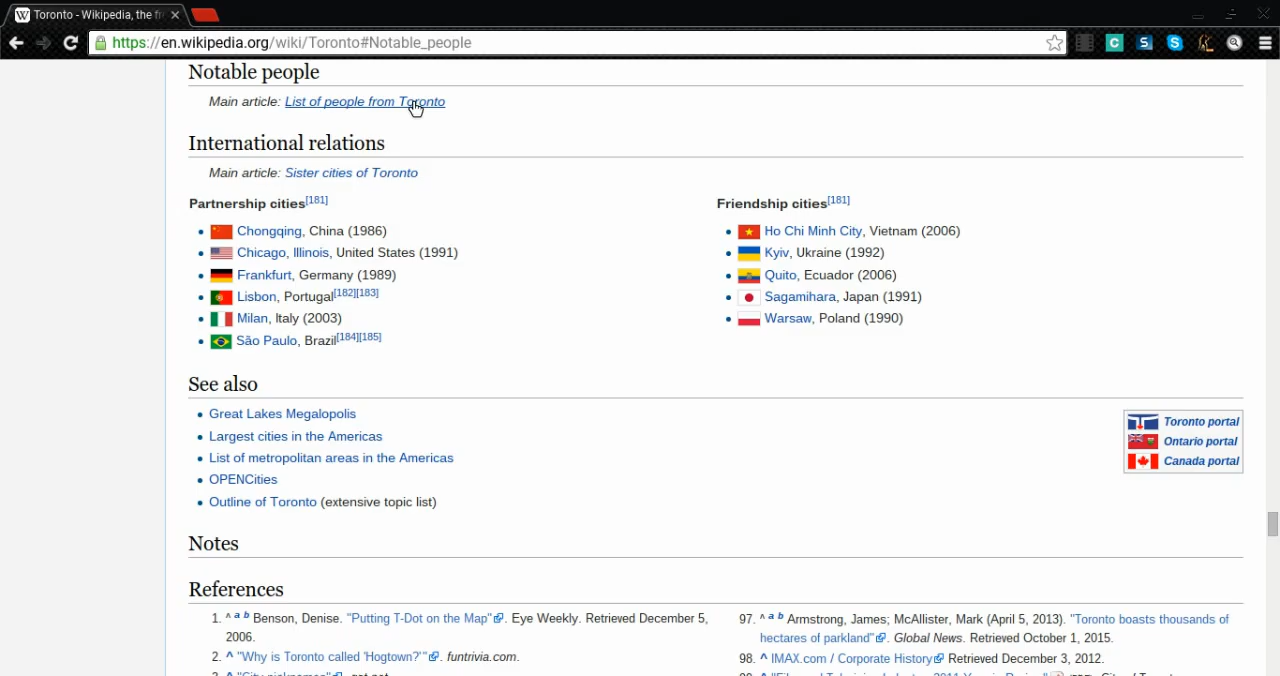 Toronto - Wikipedia, the fr
https://en.wikipedia.org/wiki/Toronto#Notable_people
Notable people
Main article: List of people from Toronto
International relations
Main article: Sister cities of Toronto
Partnership cities[181]
Chongqing, China (1986)
Chicago, Illinois, United States (1991)
Frankfurt, Germany (1989)
Lisbon, Portugal[182][183]
Milan, Italy (2003)
São Paulo, Brazil[184][185]
Friendship cities[181]
Ho Chi Minh City, Vietnam (2006)
Kyiv, Ukraine (1992)
Quito, Ecuador (2006)
Sagamihara, Japan (1991)
Warsaw, Poland (1990)
See also
Great Lakes Megalopolis
Largest cities in the Americas
List of metropolitan areas in the Americas
OPENCities
Outline of Toronto (extensive topic list)
Toronto portal
Ontario portal
Canada portal
Notes
References
1. ^ a b Benson, Denise. "Putting T-Dot on the Map". Eye Weekly. Retrieved December 5,
2006.
2. ^ "Why is Toronto called 'Hogtown?'". funtrivia.com.
97. ^ a b Armstrong, James; McAllister, Mark (April 5, 2013). "Toronto boasts thousands of
hectares of parkland". Global News. Retrieved October 1, 2015.
98. ^ IMAX.com / Corporate History Retrieved December 3, 2012.